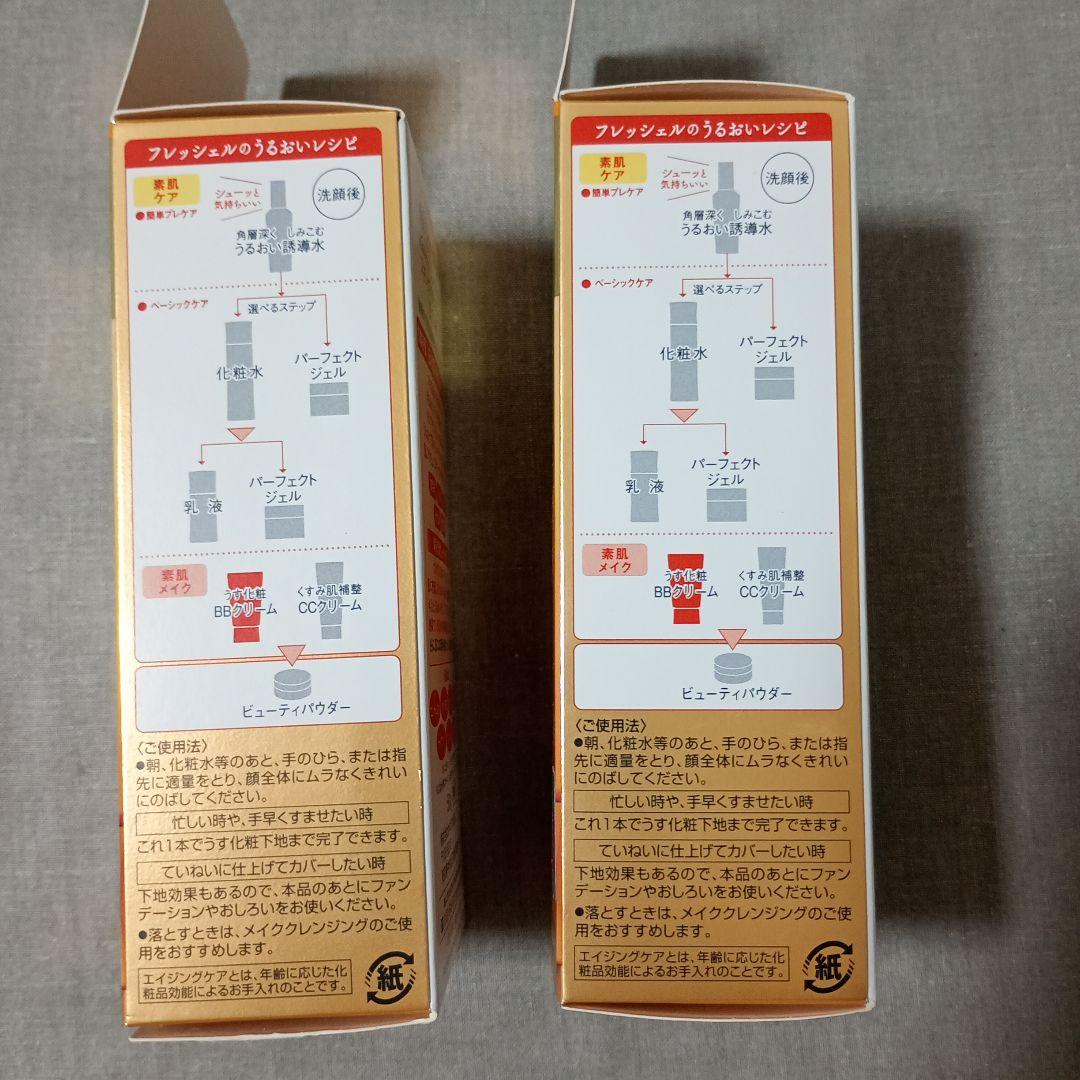 フレッシェルのうるおいレシピ
素肌
ケア
●簡単プレケア
シューッと
気持ちいい
洗顔後
角層深く しみこむ
うるおい誘導水
●ベーシックケア
選べるステップ
化粧水
パーフェクト
ジェル
乳液
パーフェクト
ジェル
素肌
メイク
うす化粧
BBクリーム
くすみ肌補整
CCクリーム
ビューティパウダー
〈ご使用法〉
●朝、化粧水等のあと、手のひら、または指
先に適量をとり、顔全体にムラなくきれい
にのばしてください。
忙しい時や、手早くすませたい時
これ1本でうす化粧下地まで完了できます。
ていねいに仕上げてカバーしたい時
下地効果もあるので、本品のあとにファン
デーションやおしろいをお使いください。
●落とすときは、メイククレンジングのご使
用をおすすめします。
エイジングケアとは、年齢に応じた化
粧品効能によるお手入れのことです。
紙
フレッシェルのうるおいレシピ
素肌
ケア
●簡単プレケア
シューッと
気持ちいい
洗顔後
角層深く しみこむ
うるおい誘導水
●ベーシックケア
選べるステップ
化粧水
パーフェクト
ジェル
乳液
パーフェクト
ジェル
素肌
メイク
うす化粧
BBクリーム
くすみ肌補整
CCクリーム
ビューティパウダー
〈ご使用法〉
●朝、化粧水等のあと、手のひら、または指
先に適量をとり、顔全体にムラなくきれい
にのばしてください。
忙しい時や、手早くすませたい時
これ1本でうす化粧下地まで完了できます。
ていねいに仕上げてカバーしたい時
下地効果もあるので、本品のあとにファン
デーションやおしろいをお使いください。
●落とすときは、メイククレンジングのご使
用をおすすめします。
エイジングケアとは、年齢に応じた化
粧品効能によるお手入れのことです。
紙